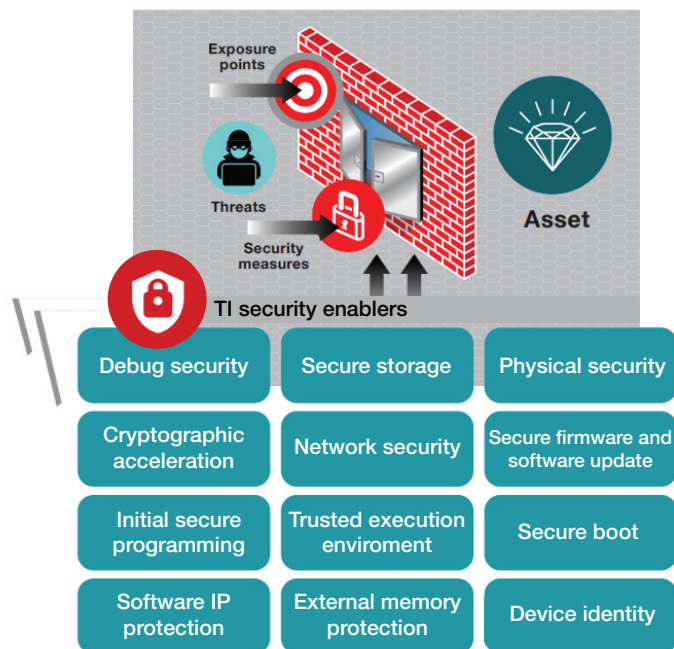 Exposure
points
Threats
Asset
Security
measures
TI security enablers
Debug security
Secure storage
Physical security
Cryptographic
acceleration
Network security
Secure firmware and
software update
Initial secure
programming
Trusted execution
enviroment
Secure boot
Software IP
protection
External memory
protection
Device identity